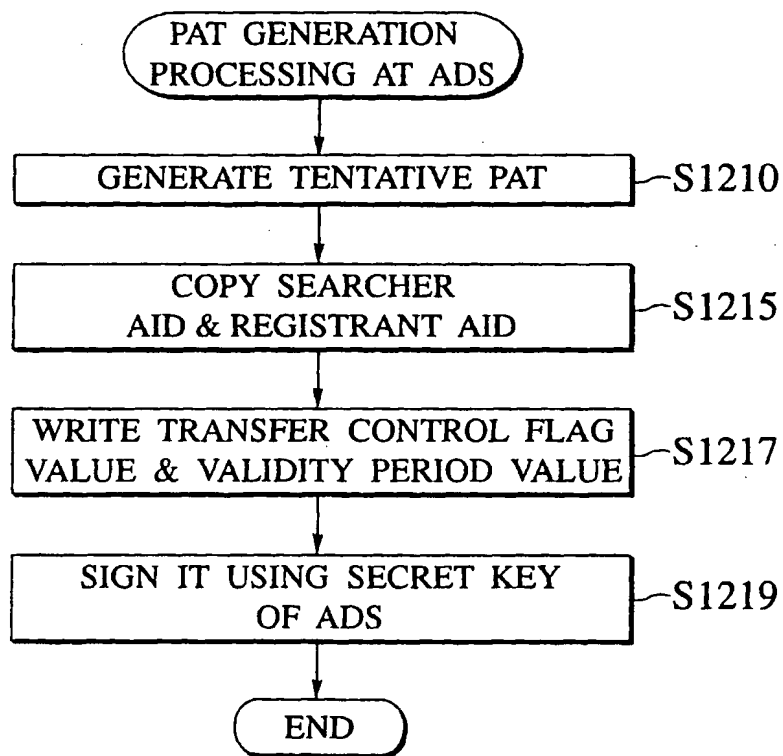 PAT GENERATION
PROCESSING AT ADS
GENERATE TENTATIVE PAT
S1210
COPY SEARCHER
AID & REGISTRANT AID
S1215
WRITE TRANSFER CONTROL FLAG
VALUE & VALIDITY PERIOD VALUE
S1217
SIGN IT USING SECRET KEY
OF ADS
S1219
END